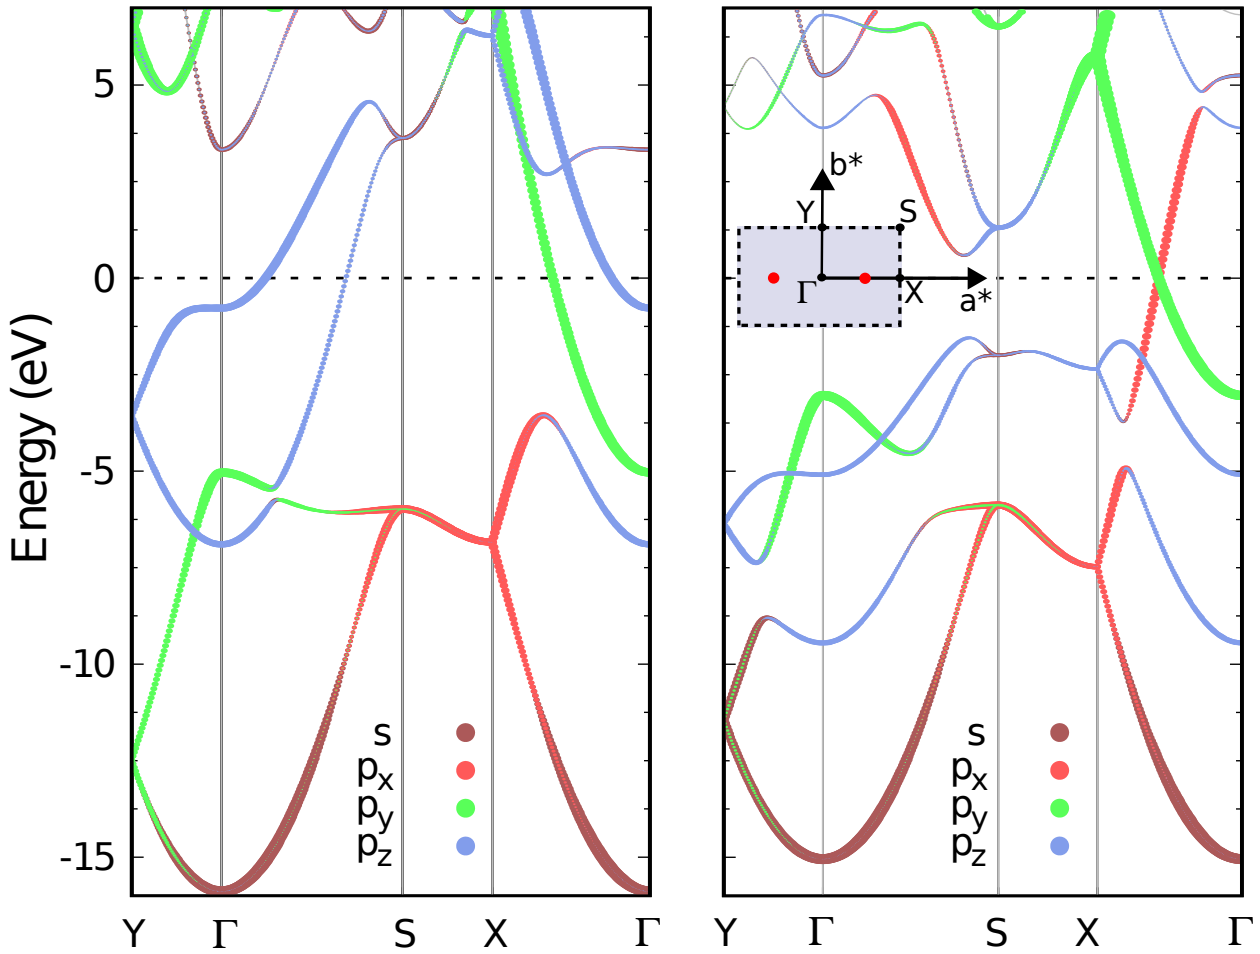 Energy (eV)
5
0
-5
-10
-15
s
px
py
pz
Y Γ S X Γ
b*
Y S
Γ X
a*
s
px
py
pz
Y Γ S X Γ